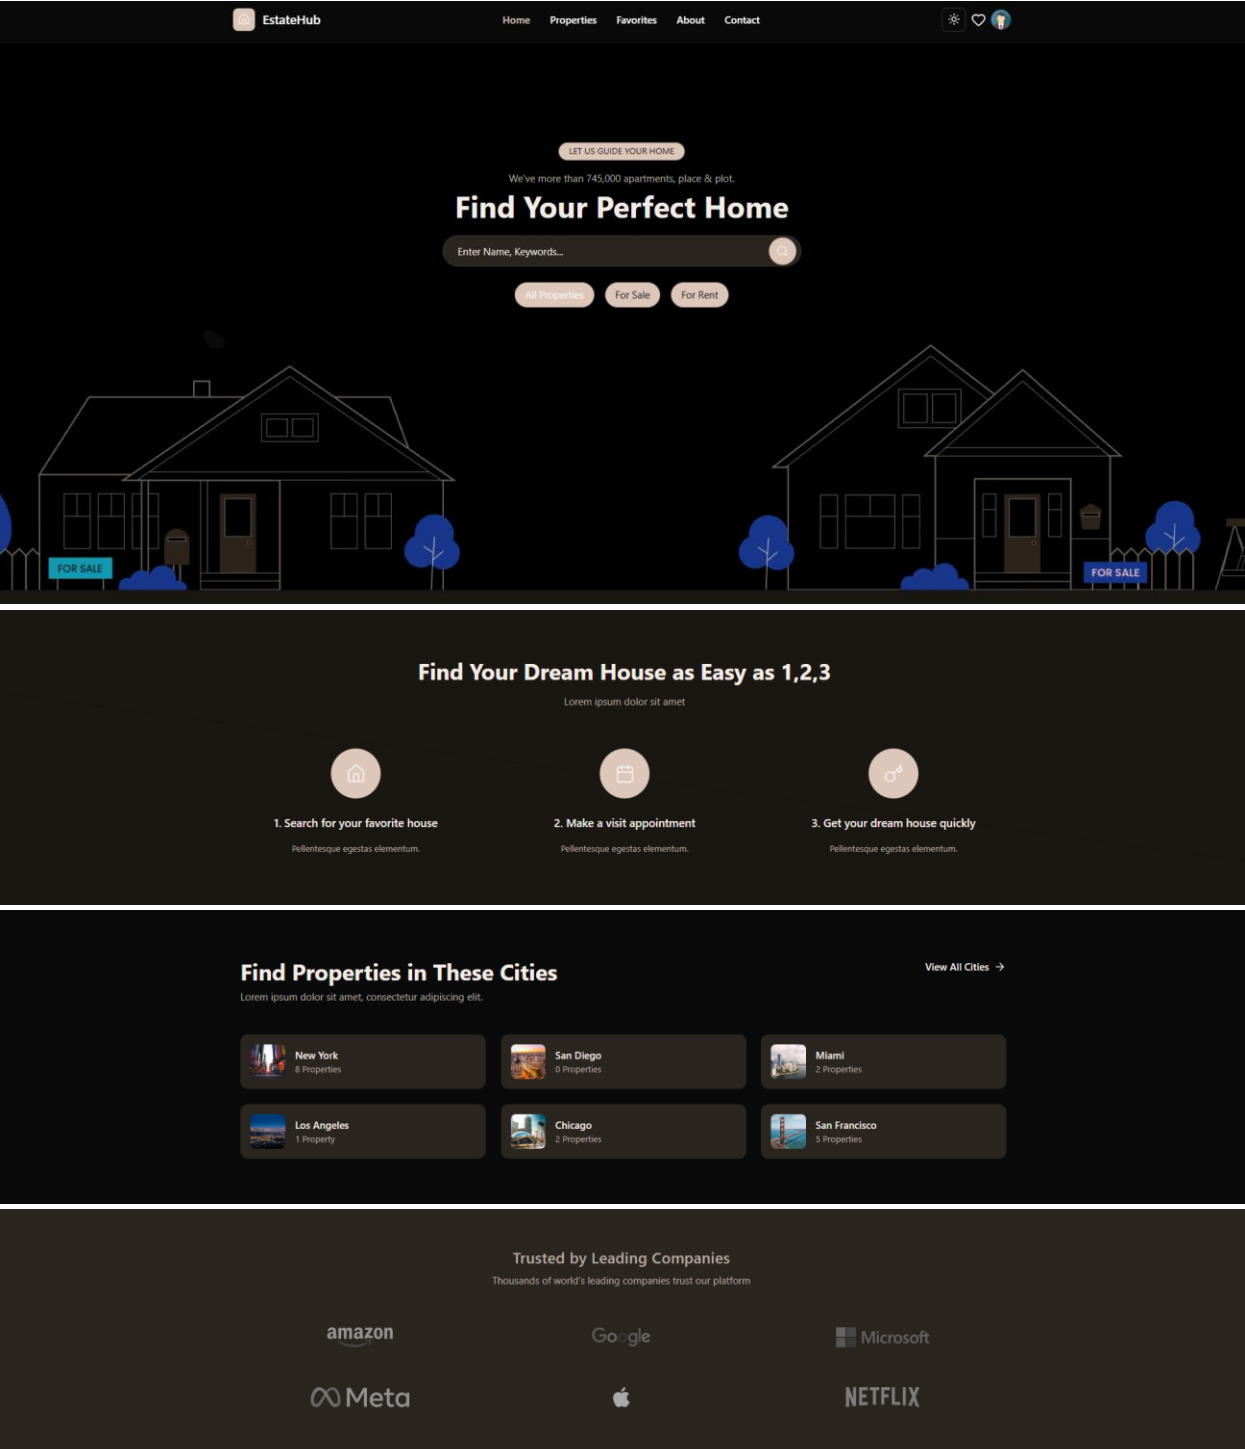 EstateHub
Home Properties Favorites About Contact
LET US GUIDE YOUR HOME
We've more than 745,000 apartments, place & plot.
Find Your Perfect Home
Enter Name, Keywords...
All Properties For Sale For Rent
FOR SALE
FOR SALE
Find Your Dream House as Easy as 1,2,3
Lorem ipsum dolor sit amet
1. Search for your favorite house
Pellentesque egestas elementum.
2. Make a visit appointment
Pellentesque egestas elementum.
3. Get your dream house quickly
Pellentesque egestas elementum.
Find Properties in These Cities
View All Cities
Lorem ipsum dolor sit amet, consectetur adipiscing elit.
New York
8 Properties
San Diego
0 Properties
Miami
2 Properties
Los Angeles
1 Property
Chicago
2 Properties
San Francisco
5 Properties
Trusted by Leading Companies
Thousands of world's leading companies trust our platform
amazon
Google
Microsoft
Meta
NETFLIX